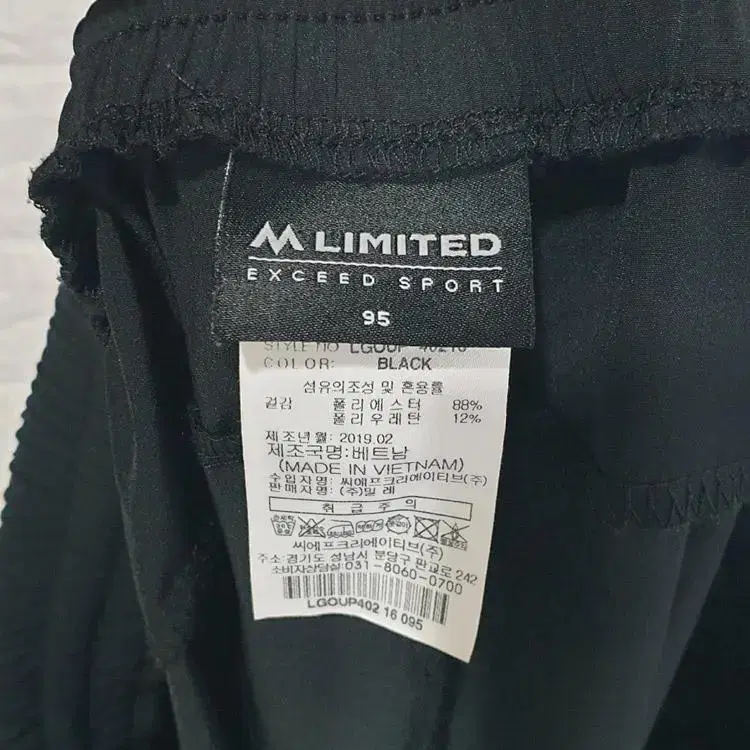 M LIMITED
EXCEED SPORT
95
STYLE NO LGOUP 40216
COLOR: BLACK
섬유의조성 및 혼용률
겉감 폴리에스터 88%
폴리우레탄 12%
제조년월: 2019.02
제조국명:베트남
(MADE IN VIETNAM)
수입자명: 씨에프크리에이티브(주)
판매자명: (주)밀 레
취 급 주 의
씨에프크리에이티브(주)
주소:경기도 성남시 분당구 판교로 242
소비자상담실:031-8060-0700
LGOUP402 16 095